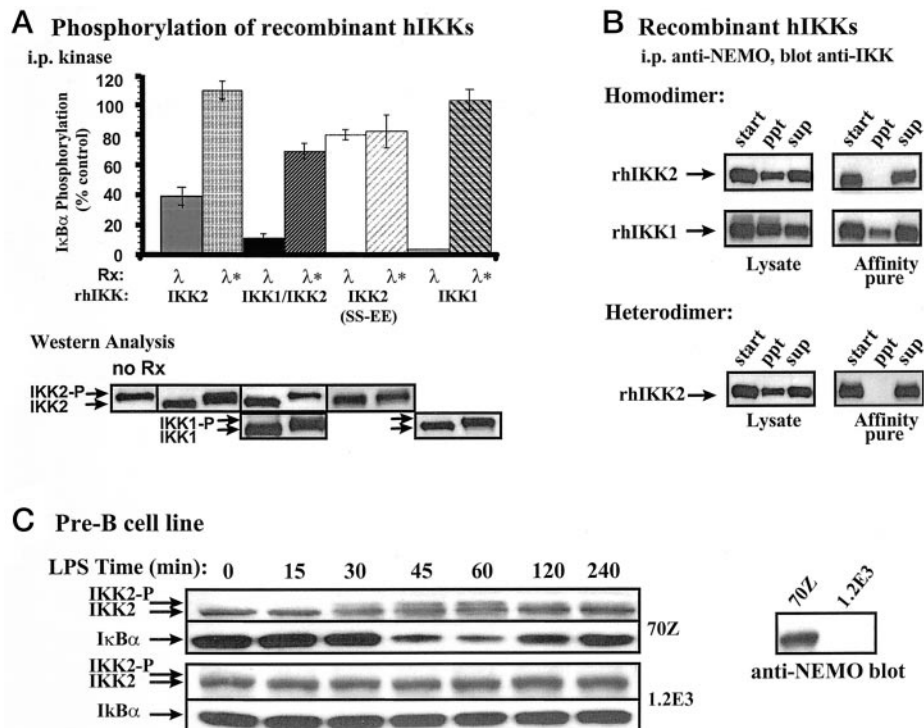 A Phosphorylation of recombinant hIKKs
i.p. kinase
IκBα Phosphorylation
(% control)
120
100
80
60
40
20
0
Rx: λ λ* λ λ* λ λ* λ λ*
rhIKK: IKK2 IKK1/IKK2 IKK2 IKK1
(SS-EE)
Western Analysis
no Rx
IKK2-P
IKK2
IKK1-P
IKK1
B Recombinant hIKKs
i.p. anti-NEMO, blot anti-IKK
Homodimer:
start ppt sup start ppt sup
rhIKK2
rhIKK1
Lysate Affinity
pure
Heterodimer:
start ppt sup start ppt sup
rhIKK2
Lysate Affinity
pure
C Pre-B cell line
LPS Time (min): 0 15 30 45 60 120 240
IKK2-P
IKK2
IκBα
70Z
IKK2-P
IKK2
IkBα
1.2E3
70Z 1.2E3
anti-NEMO blot